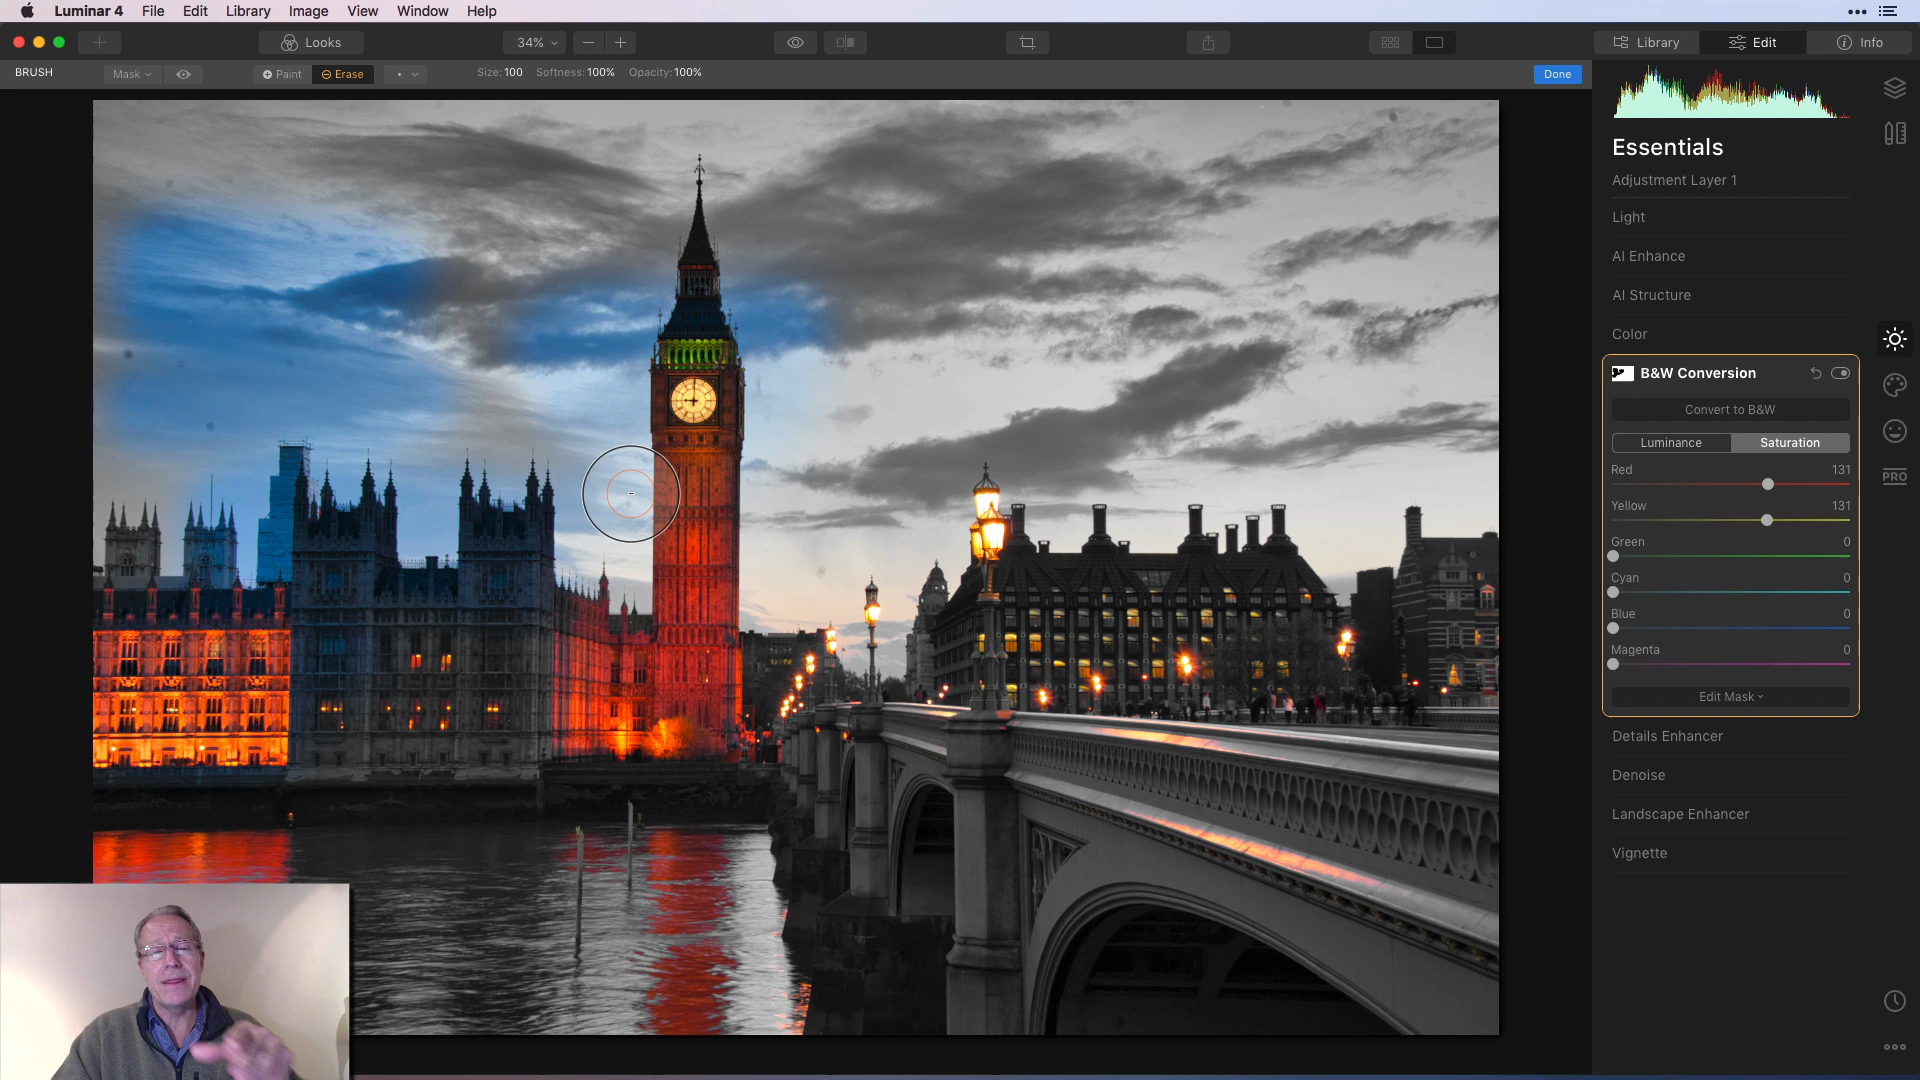 Luminar 4 File Edit Library Image View Window Help
Looks 34% Library Edit Info
BRUSH Mask Paint Erase Size: 100 Softness: 100% Opacity: 100% Done
Essentials
Adjustment Layer 1
Light
AI Enhance
AI Structure
Color
B&W Conversion
Convert to B&W
Luminance Saturation
Red 131
Yellow 131
PRO
Green 0
Cyan 0
Blue 0
Magenta 0
Edit Mask
Details Enhancer
Denoise
Landscape Enhancer
Vignette